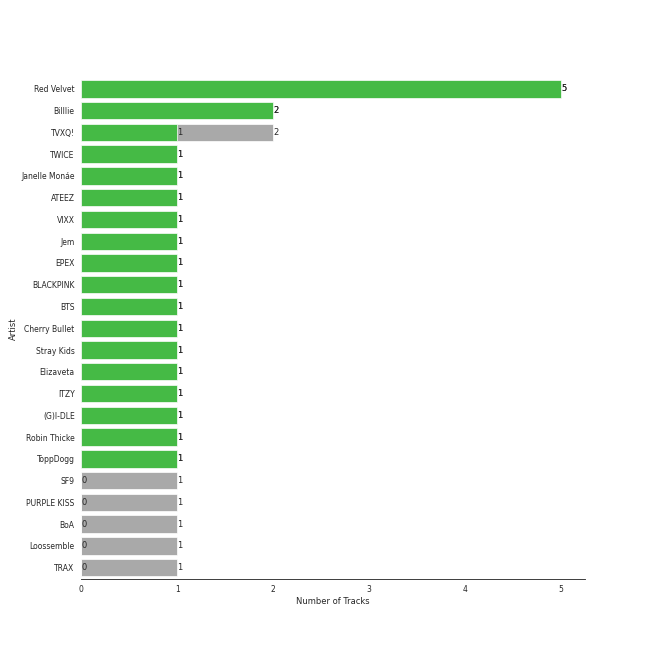 Red Velvet 5
Billlie 2
TVXQ! 1 2
TWICE 1
Janelle Monáe 1
ATEEZ 1
VIXX 1
Jem 1
EPEX 1
BLACKPINK 1
BTS 1
Cherry Bullet 1
Stray Kids 1
Elizaveta 1
ITZY 1
(G)I-DLE 1
Robin Thicke 1
ToppDogg 1
SF9 0 1
PURPLE KISS 0 1
BoA 0 1
Loossemble 0 1
TRAX 0 1
Artist
0 1 2 3 4 5
Number of Tracks